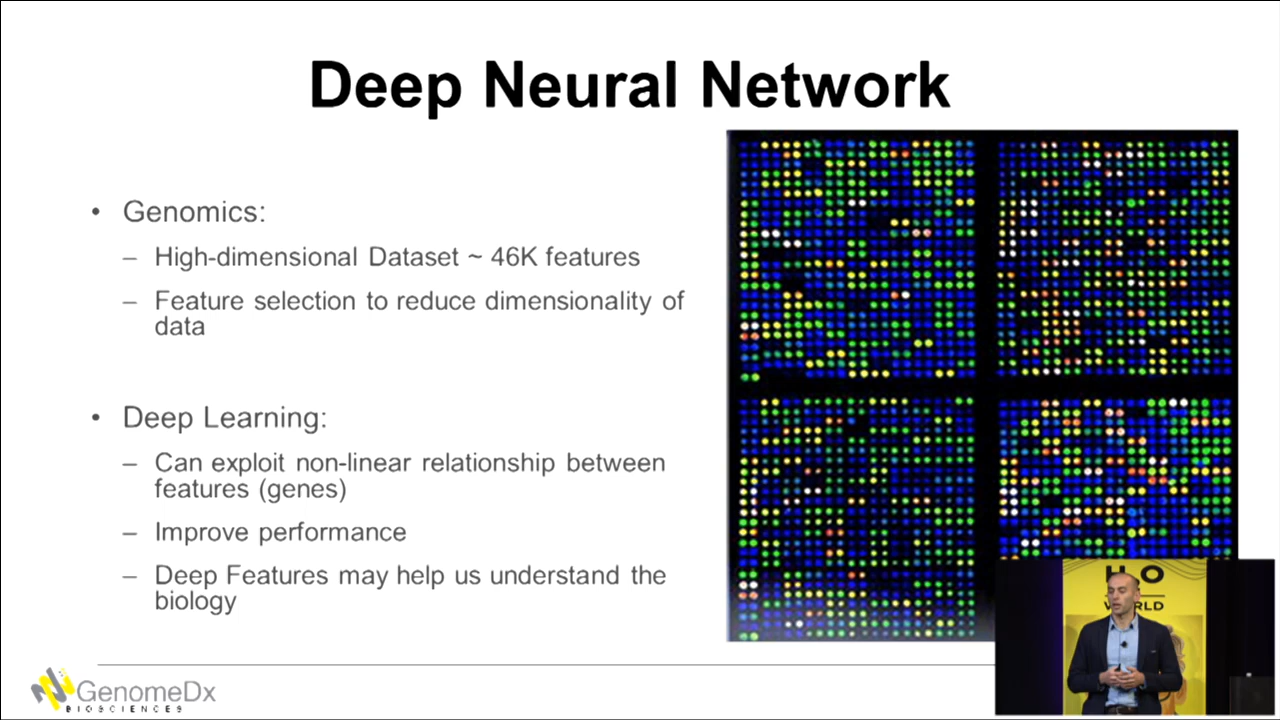 Deep Neural Network
• Genomics:
– High-dimensional Dataset ~ 46K features
– Feature selection to reduce dimensionality of
data
• Deep Learning:
– Can exploit non-linear relationship between
features (genes)
– Improve performance
– Deep Features may help us understand the
biology
GenomeDx
BIOSCIENCES